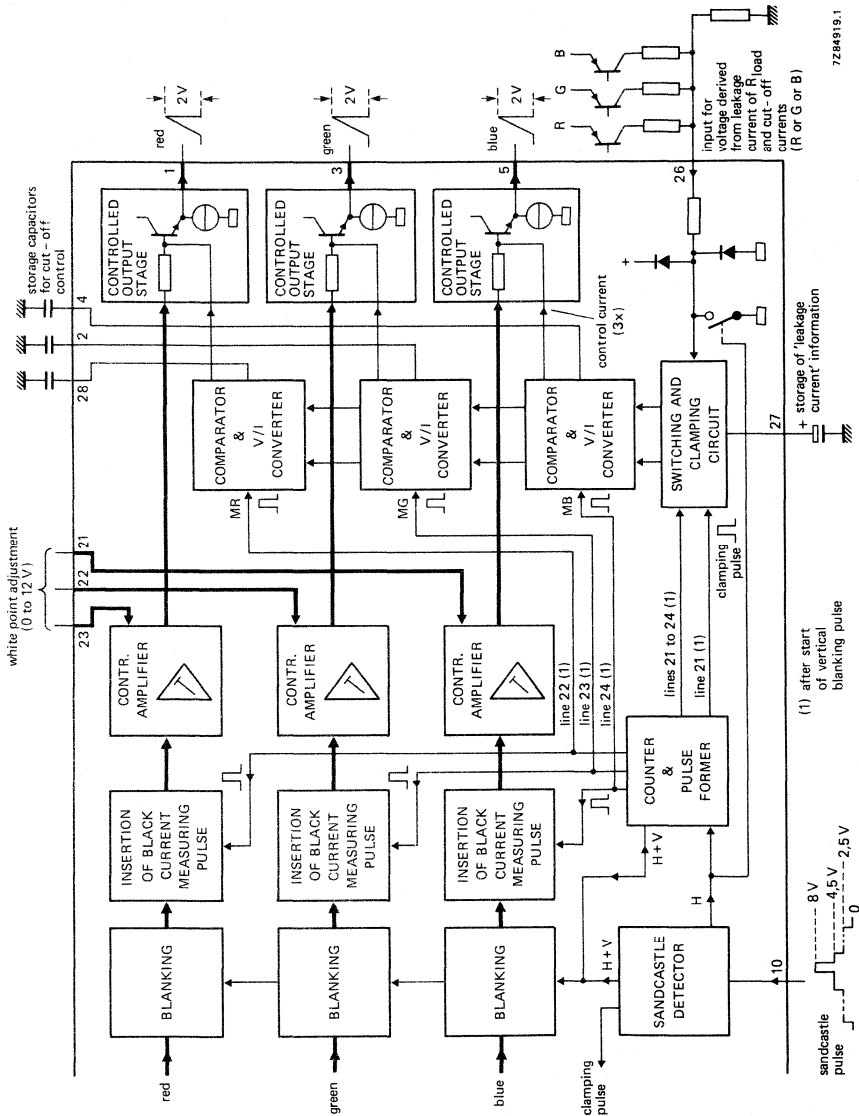 white point adjustment
(0 to 12 V)
23
22
21
28
2
4
storage capacitors
for cut-off
control
red
BLANKING
INSERTION
OF BLACK
CURRENT
MEASURING
PULSE
CONTR.
AMPLIFIER
COMPARATOR
&
V/I
CONVERTER
MR
CONTROLLED
OUTPUT
STAGE
1
red
2V
green
BLANKING
INSERTION
OF BLACK
CURRENT
MEASURING
PULSE
CONTR.
AMPLIFIER
COMPARATOR
&
V/I
CONVERTER
MG
CONTROLLED
OUTPUT
STAGE
3
green
2V
blue
BLANKING
INSERTION
OF BLACK
CURRENT
MEASURING
PULSE
CONTR.
AMPLIFIER
COMPARATOR
&
V/I
CONVERTER
MB
CONTROLLED
OUTPUT
STAGE
5
blue
2V
line 22 (1)
line 23 (1)
line 24 (1)
control current
(3x)
clamping
pulse
H+V
H+V
H
SANDCASTLE
DETECTOR
COUNTER
&
PULSE
FORMER
lines 21 to 24 (1)
line 21 (1)
clamping
pulse
SWITCHING AND
CLAMPING
CIRCUIT
+
26
R
G
B
input for
voltage derived
from leakage
current of Rload
and cut-off
currents
(R or G or B)
10
sandcastle
pulse
8 V
4,5 V
2,5 V
0
(1) after start
of vertical
blanking pulse
27
+
storage of 'leakage
current' information
7Z84919.1